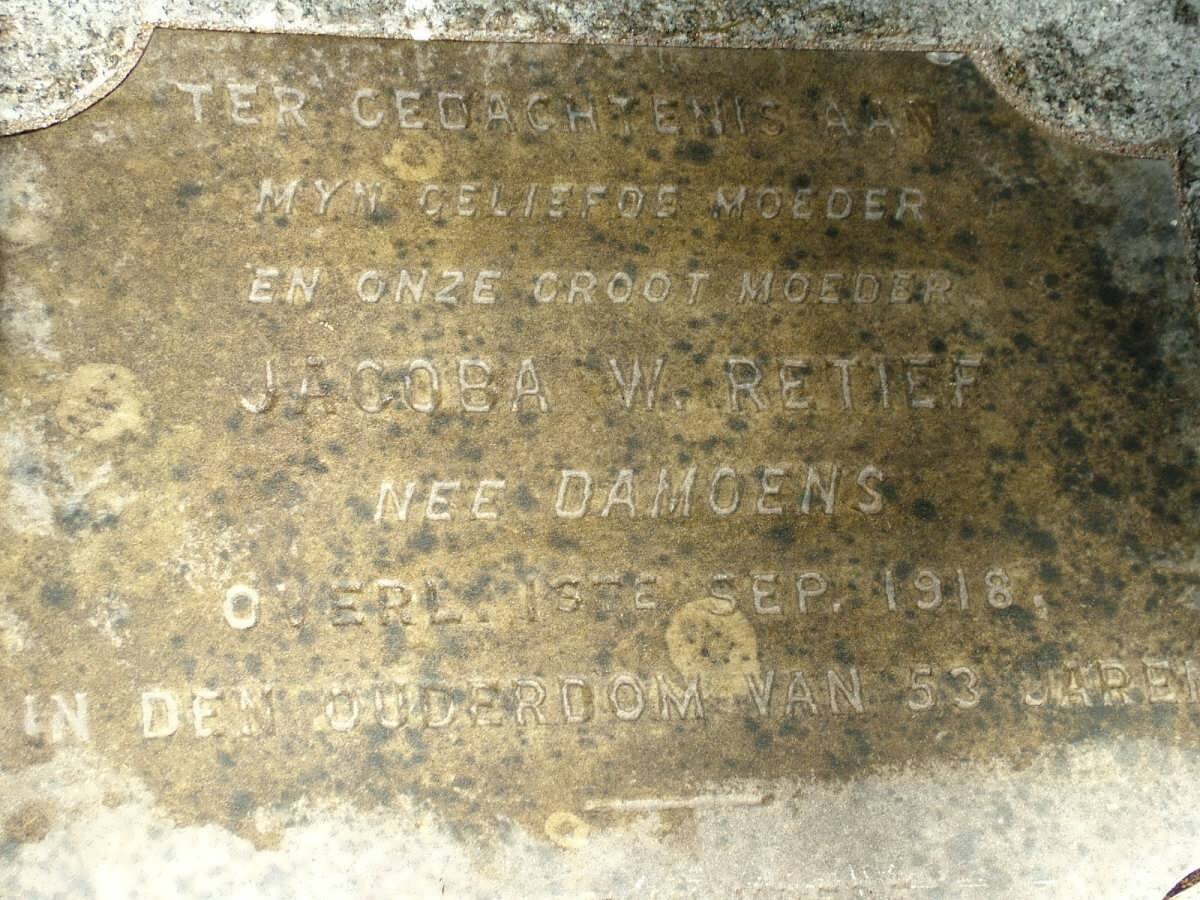 TER GEDACHTENIS AAN
MYN GELIEFDE MOEDER
EN ONZE GROOT MOEDER
JACOBA W. RETIEF
NEE DAMOENS
OVERL. 1STE SEP. 1918.
IN DEN OUDERDOM VAN 53 JAREN